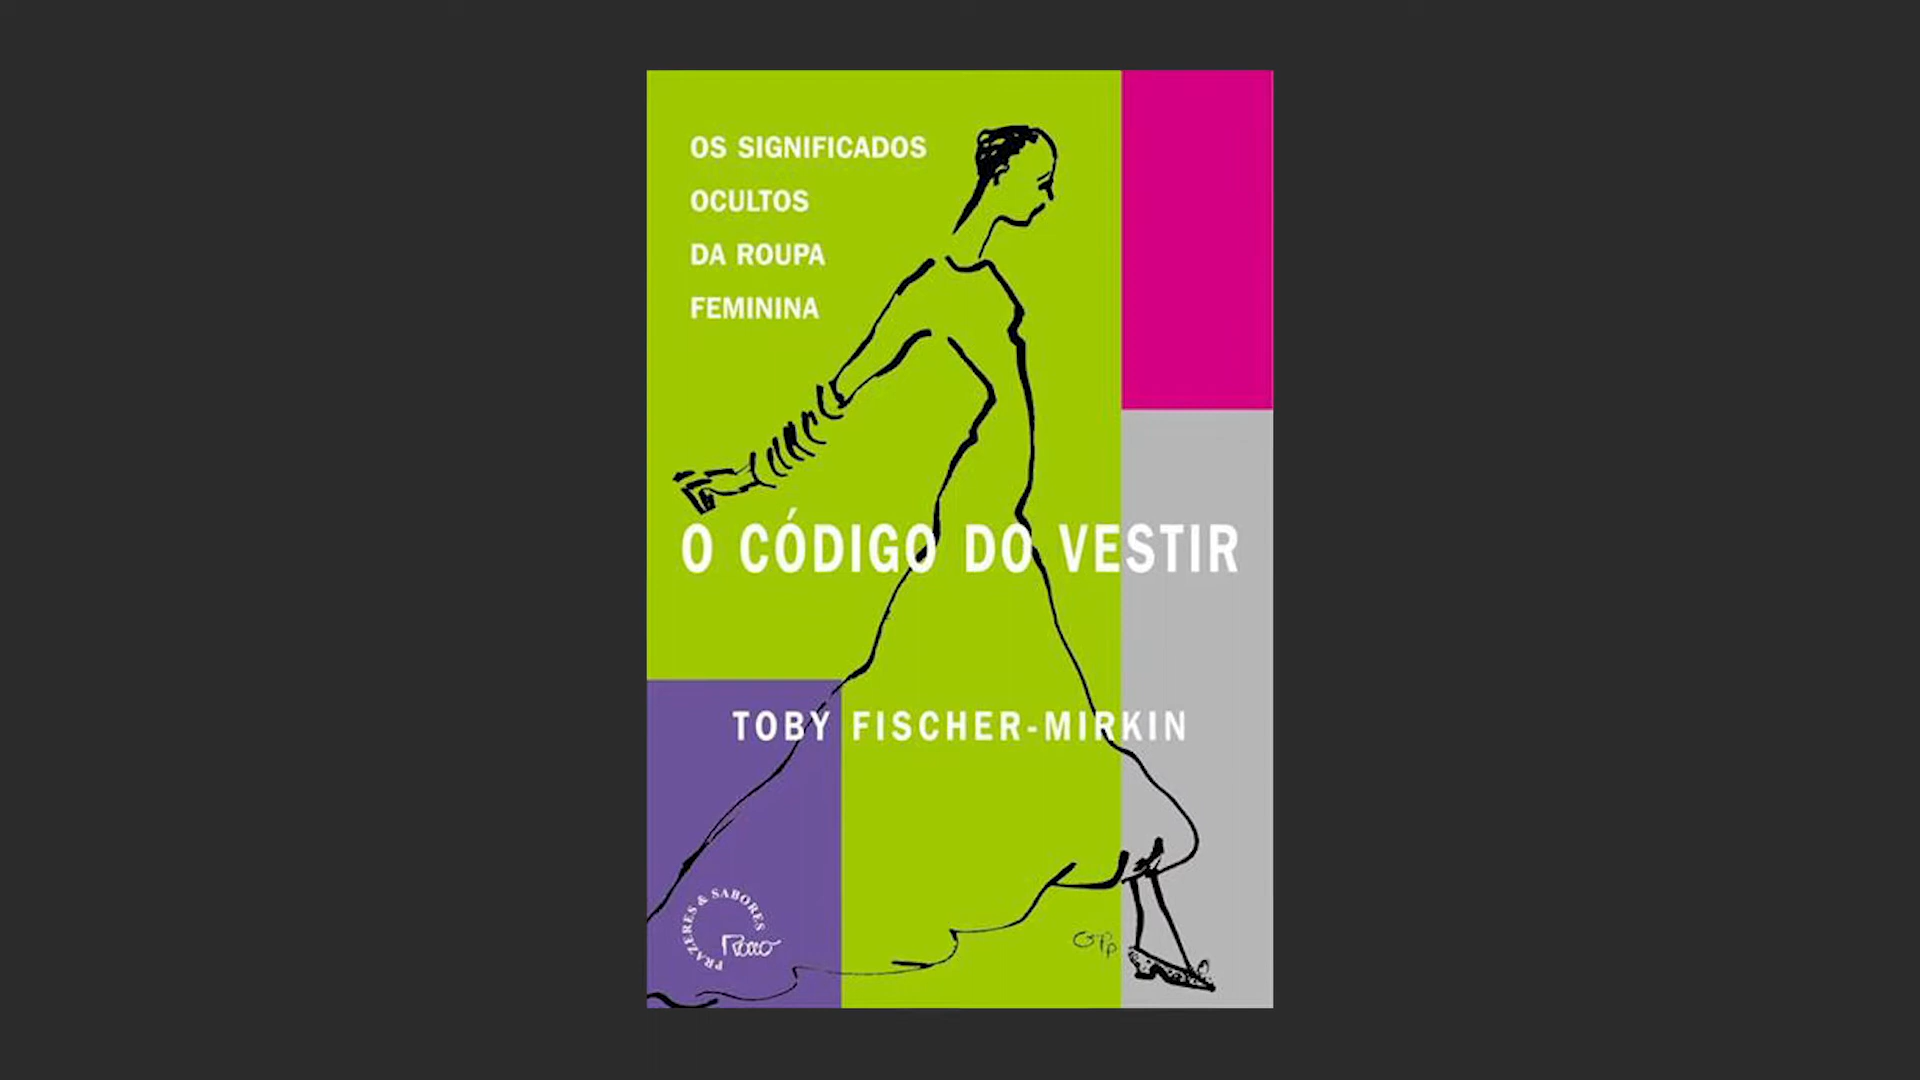 OS SIGNIFICADOS
OCULTOS
DA ROUPA
FEMININA
O CÓDIGO DO VESTIR
TOBY FISCHER-MIRKIN
PRAZERES & SABORES
Rocco